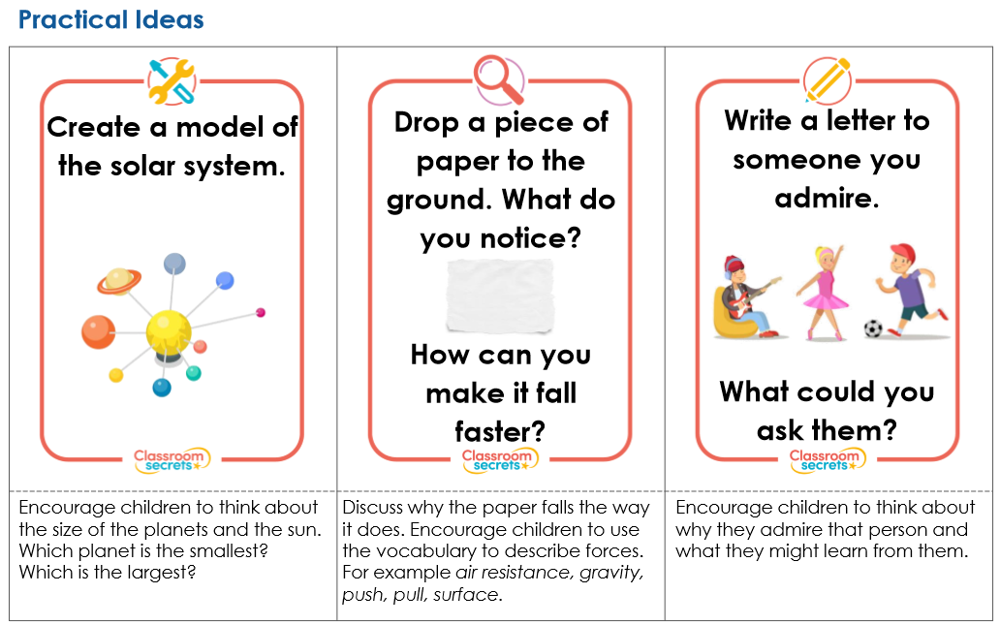 Practical Ideas
Create a model of
the solar system.
Classroom
secrets
Encourage children to think about
the size of the planets and the sun.
Which planet is the smallest?
Which is the largest?
Drop a piece of
paper to the
ground. What do
you notice?
How can you
make it fall
faster?
Classroom
secrets
Discuss why the paper falls the way
it does. Encourage children to use
the vocabulary to describe forces.
For example air resistance, gravity,
push, pull, surface.
Write a letter to
someone you
admire.
What could you
ask them?
Classroom
secrets
Encourage children to think about
why they admire that person and
what they might learn from them.